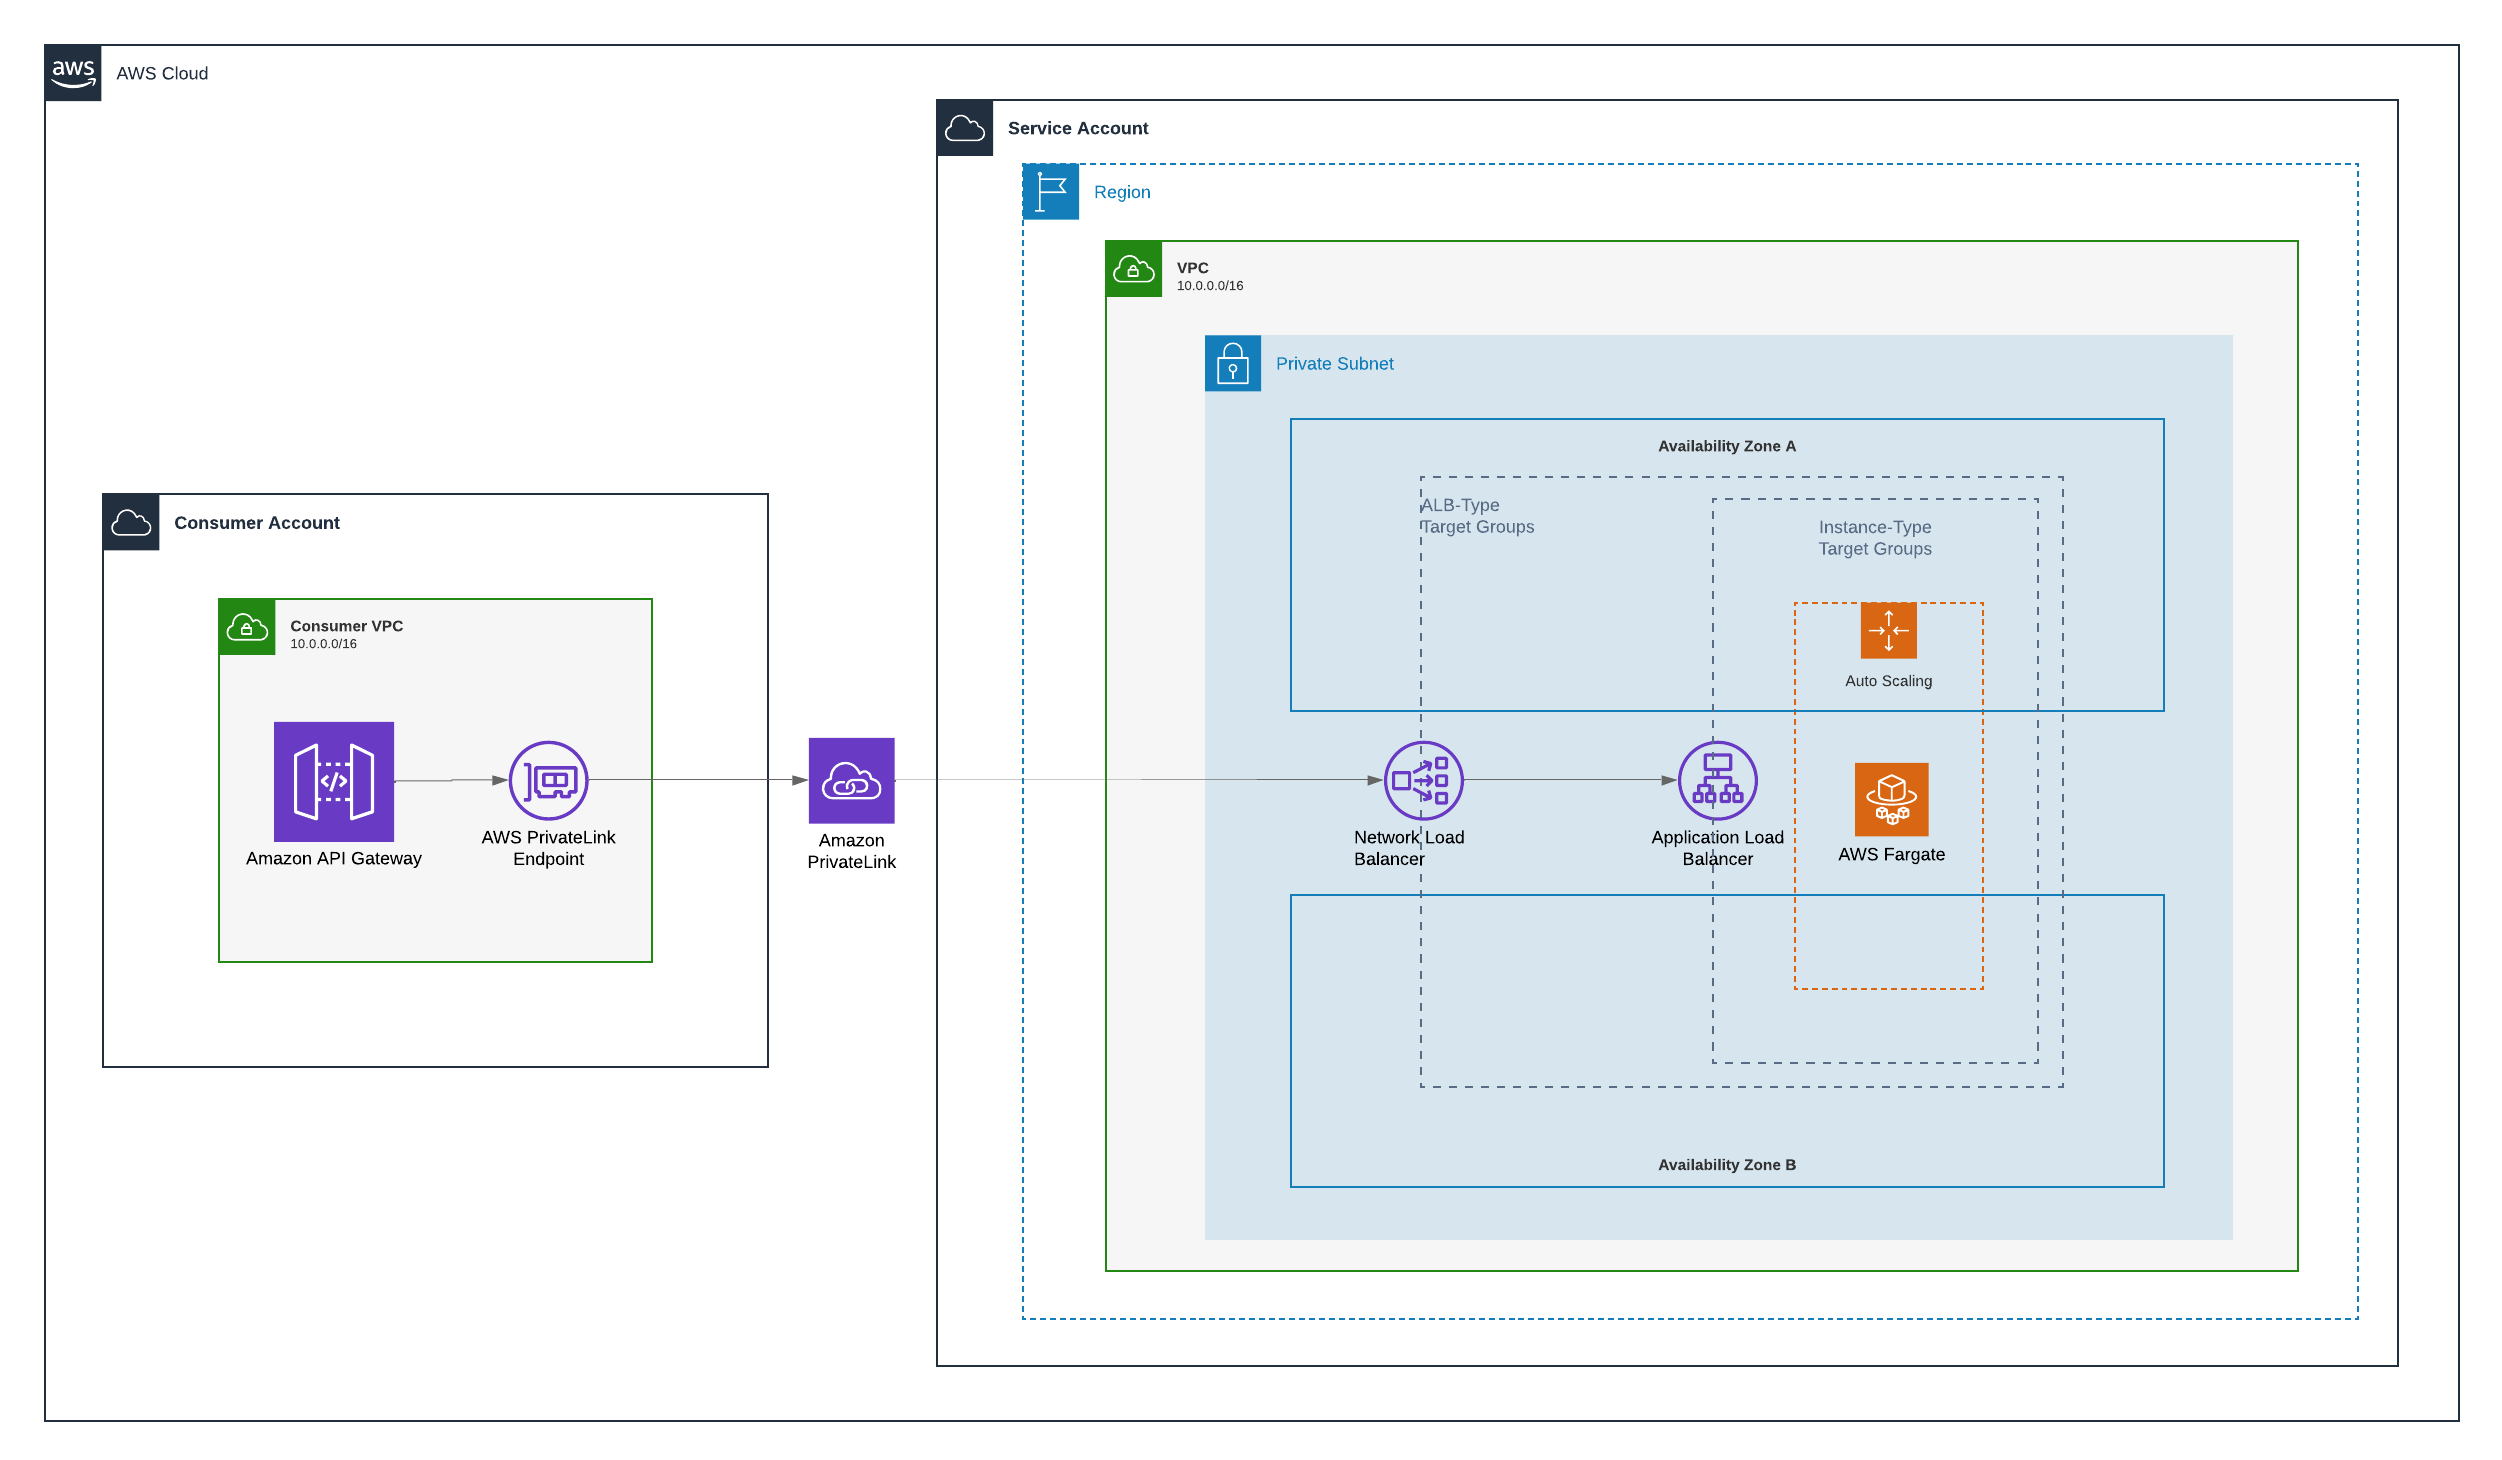 aws
AWS Cloud
Service Account
Region
VPC
10.0.0.0/16
Private Subnet
Availability Zone A
ALB-Type
Target Groups
Instance-Type
Target Groups
Auto Scaling
Consumer Account
Consumer VPC
10.0.0.0/16
Amazon API Gateway
AWS PrivateLink
Endpoint
Amazon
PrivateLink
Network Load
Balancer
Application Load
Balancer
AWS Fargate
Availability Zone B